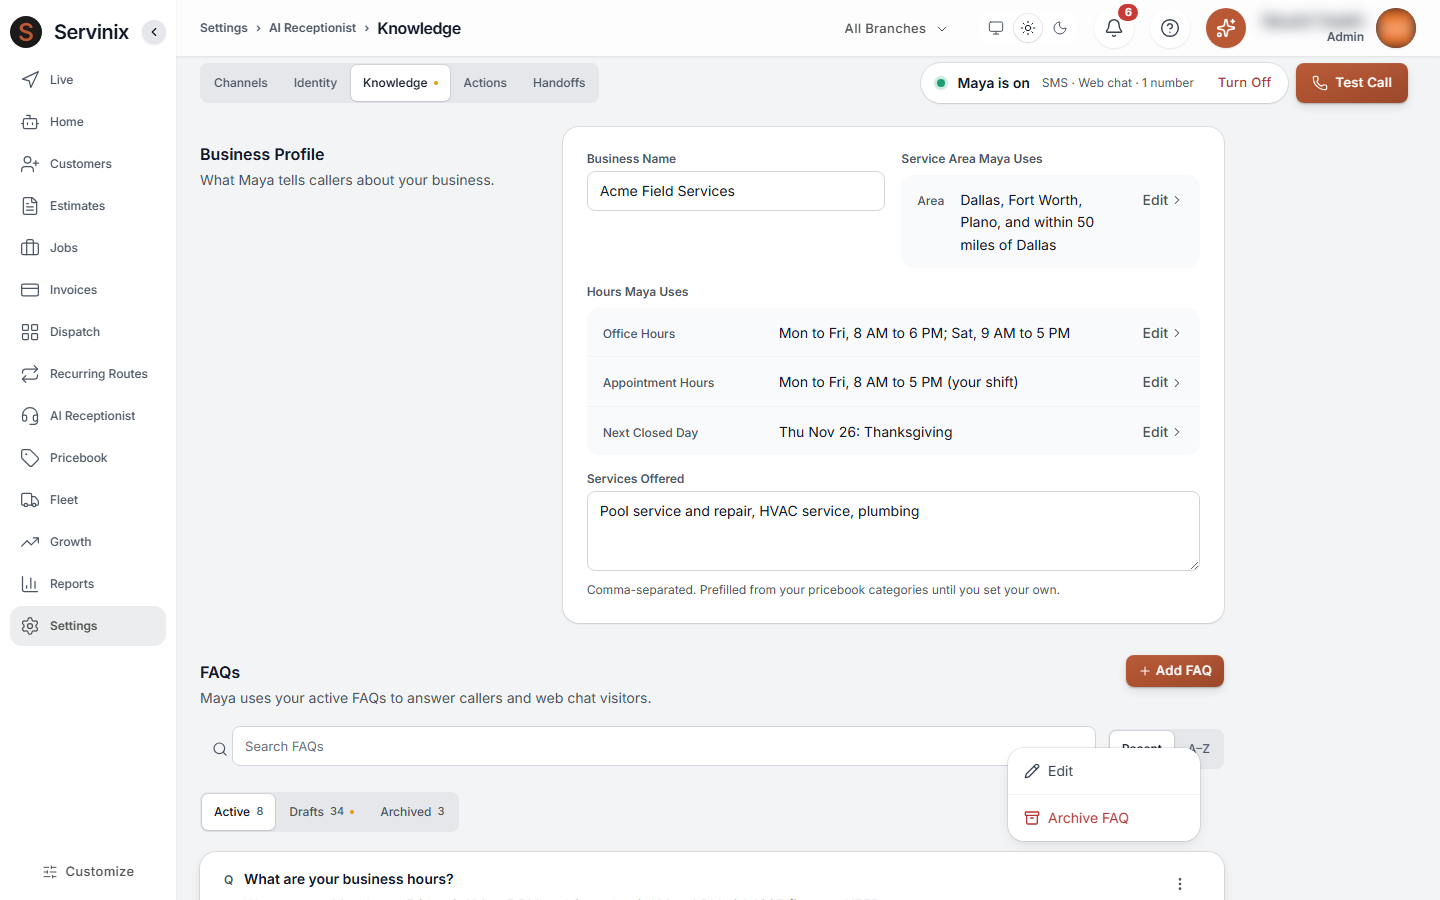 Servinix
Settings > AI Receptionist > Knowledge
All Branches
6
Admin
Live
Home
Customers
Estimates
Jobs
Invoices
Dispatch
Recurring Routes
AI Receptionist
Pricebook
Fleet
Growth
Reports
Settings
Customize
Channels
Identity
Knowledge
Actions
Handoffs
Maya is on SMS · Web chat · 1 number Turn Off
Test Call
Business Profile
What Maya tells callers about your business.
Business Name
Acme Field Services
Service Area Maya Uses
Area
Dallas, Fort Worth,
Plano, and within 50
miles of Dallas
Edit
Hours Maya Uses
Office Hours Mon to Fri, 8 AM to 6 PM; Sat, 9 AM to 5 PM Edit
Appointment Hours Mon to Fri, 8 AM to 5 PM (your shift) Edit
Next Closed Day Thu Nov 26: Thanksgiving Edit
Services Offered
Pool service and repair, HVAC service, plumbing
Comma-separated. Prefilled from your pricebook categories until you set your own.
FAQs
+ Add FAQ
Maya uses your active FAQs to answer callers and web chat visitors.
Search FAQs
Recent A–Z
Edit
Archive FAQ
Active 8
Drafts 34
Archived 3
Q What are your business hours?